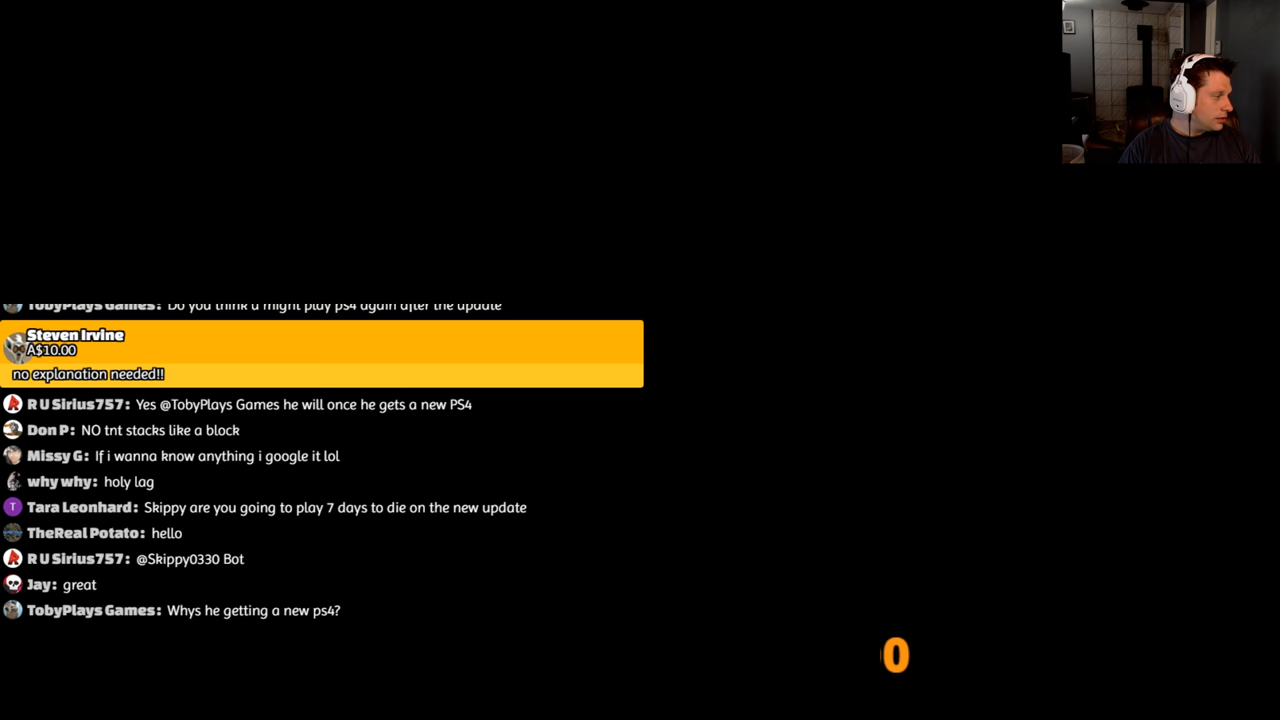 TobyPlays Games: Do you think u might play ps4 again after the update
Steven Irvine
A$10.00
no explanation needed!!
R U Sirius757: Yes @TobyPlays Games he will once he gets a new PS4
Don P: NO tnt stacks like a block
Missy G: If i wanna know anything i google it lol
why why: holy lag
T Tara Leonhard: Skippy are you going to play 7 days to die on the new update
TheReal Potato: hello
R U Sirius757: @Skippy0330 Bot
Jay: great
TobyPlays Games: Whys he getting a new ps4?
0